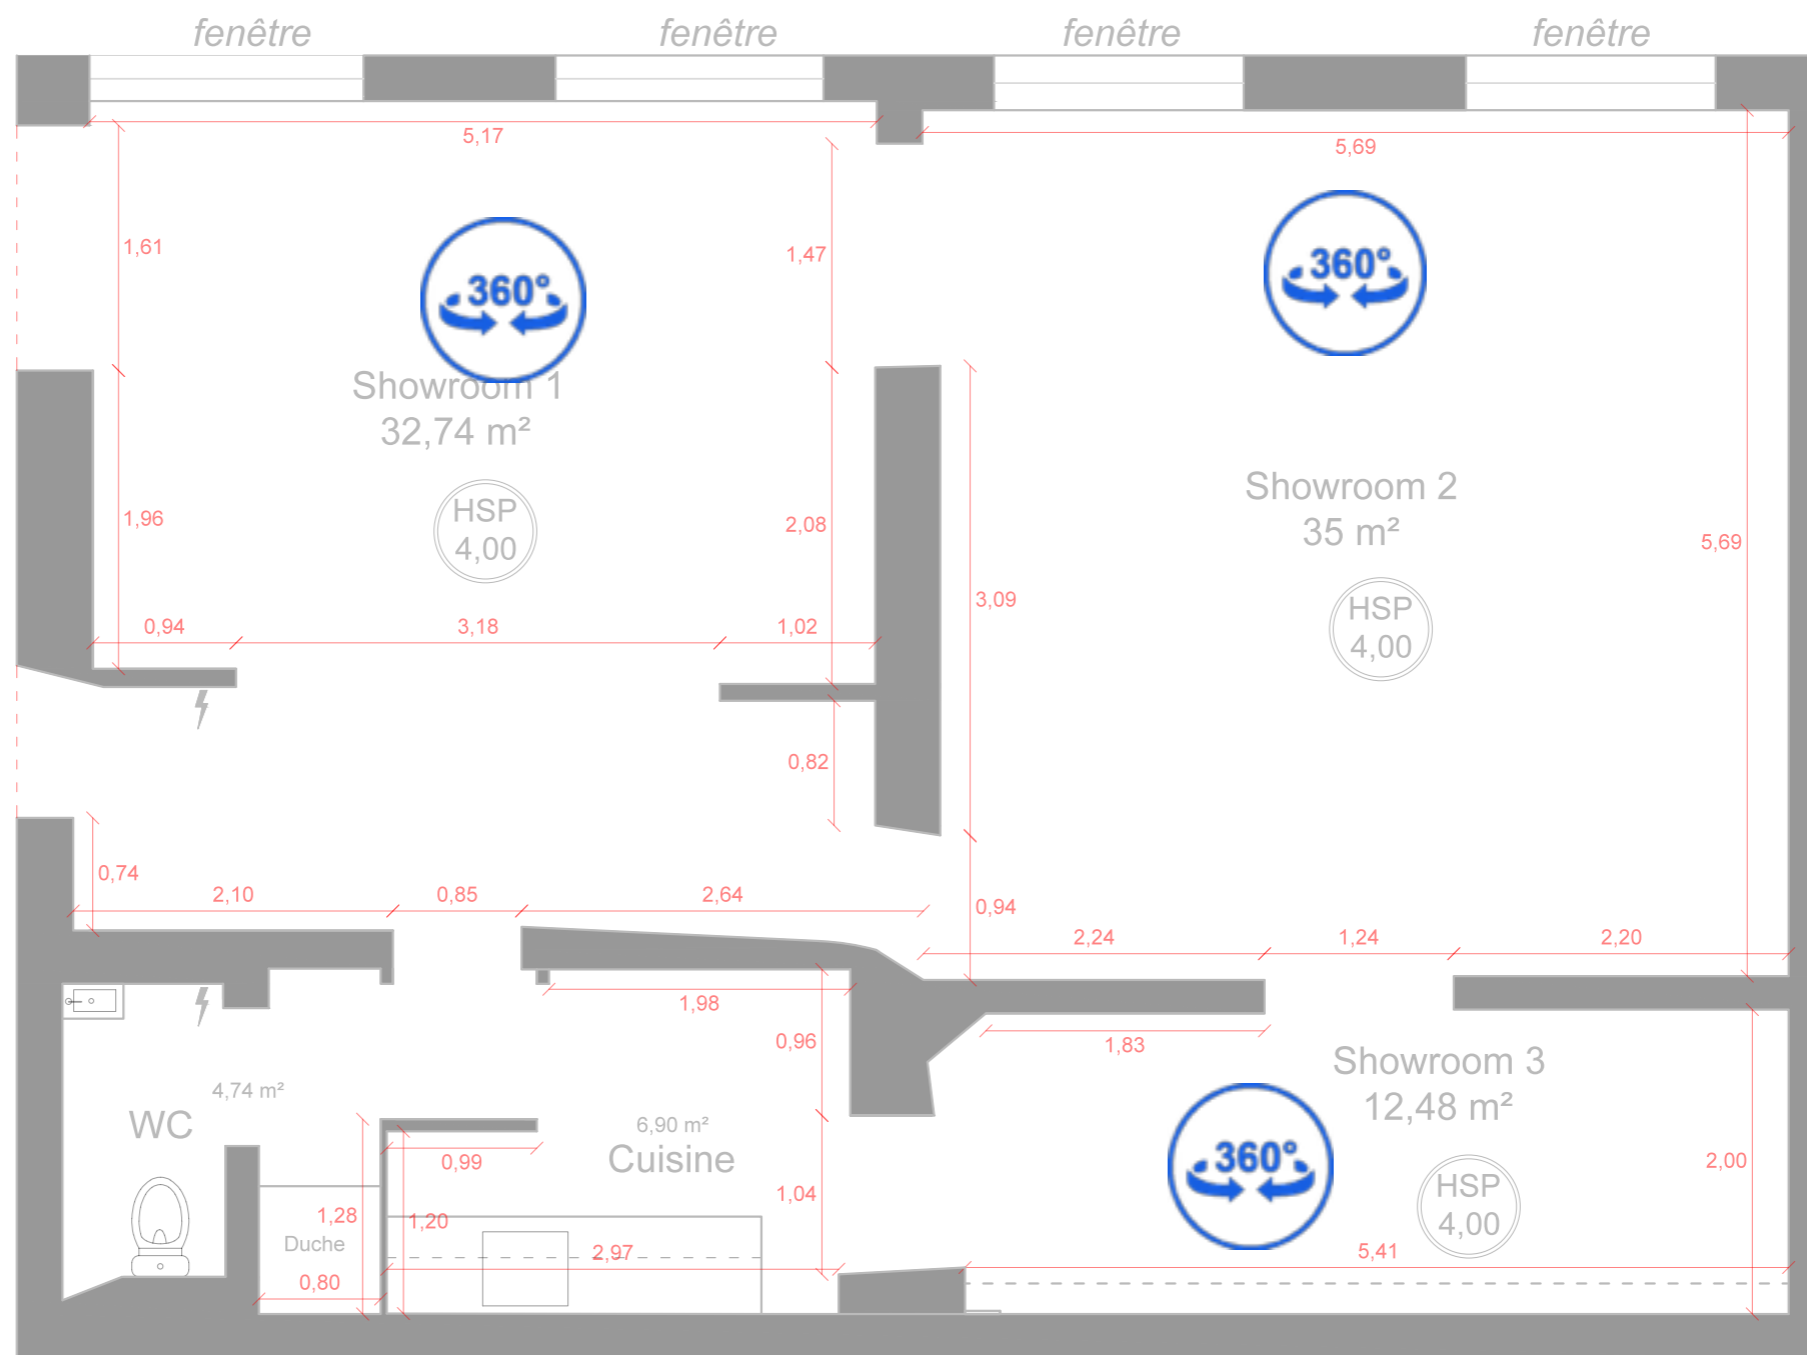 fenêtre
fenêtre
fenêtre
fenêtre
5,17
5,69
1,61
1,47
360°
360°
Showroom 1
32,74 m²
HSP
4,00
1,96
2,08
Showroom 2
35 m²
HSP
4,00
5,69
3,09
0,94
3,18
1,02
0,82
0,74
2,10
0,85
2,64
0,94
2,24
1,24
2,20
1,98
0,96
1,83
4,74 m²
WC
6,90 m²
Cuisine
0,99
1,04
Showroom 3
12,48 m²
360°
HSP
4,00
2,00
1,28
1,20
Duche
0,80
2,97
5,41